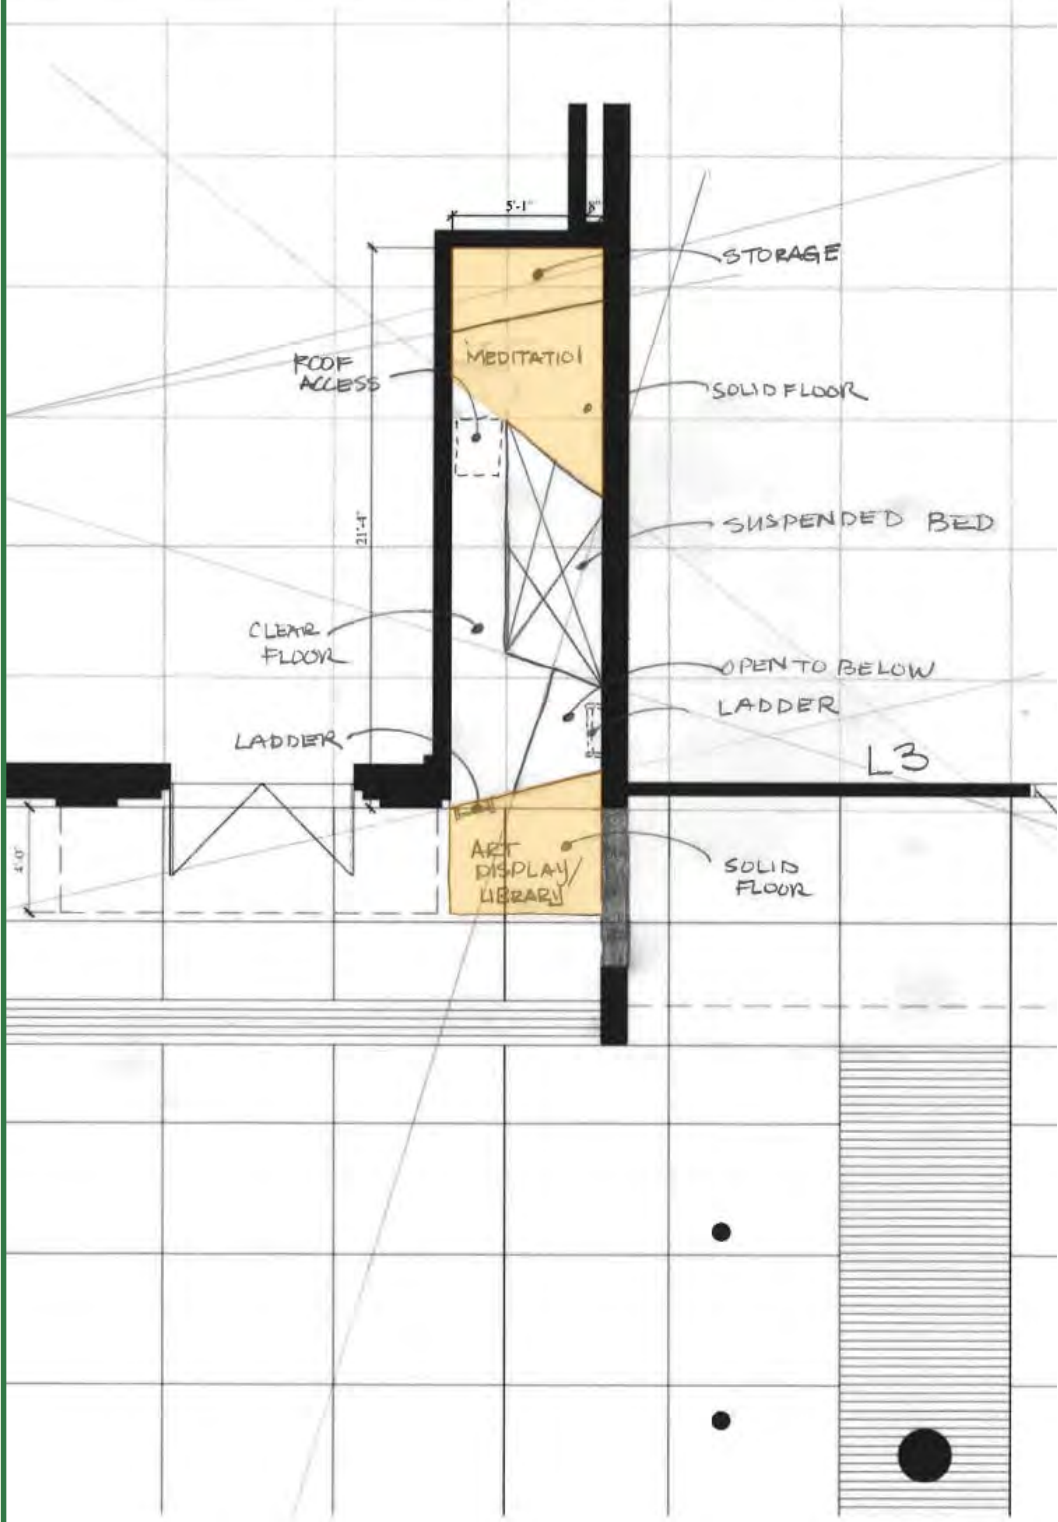 5'-1"
8"
STORAGE
MEDITATION
ROOF
ACCESS
SOLID FLOOR
21'-4"
SUSPENDED BED
CLEAR
FLOOR
OPEN TO BELOW
LADDER
LADDER
L3
4'-0"
ART
DISPLAY/
LIBRARY
SOLID
FLOOR